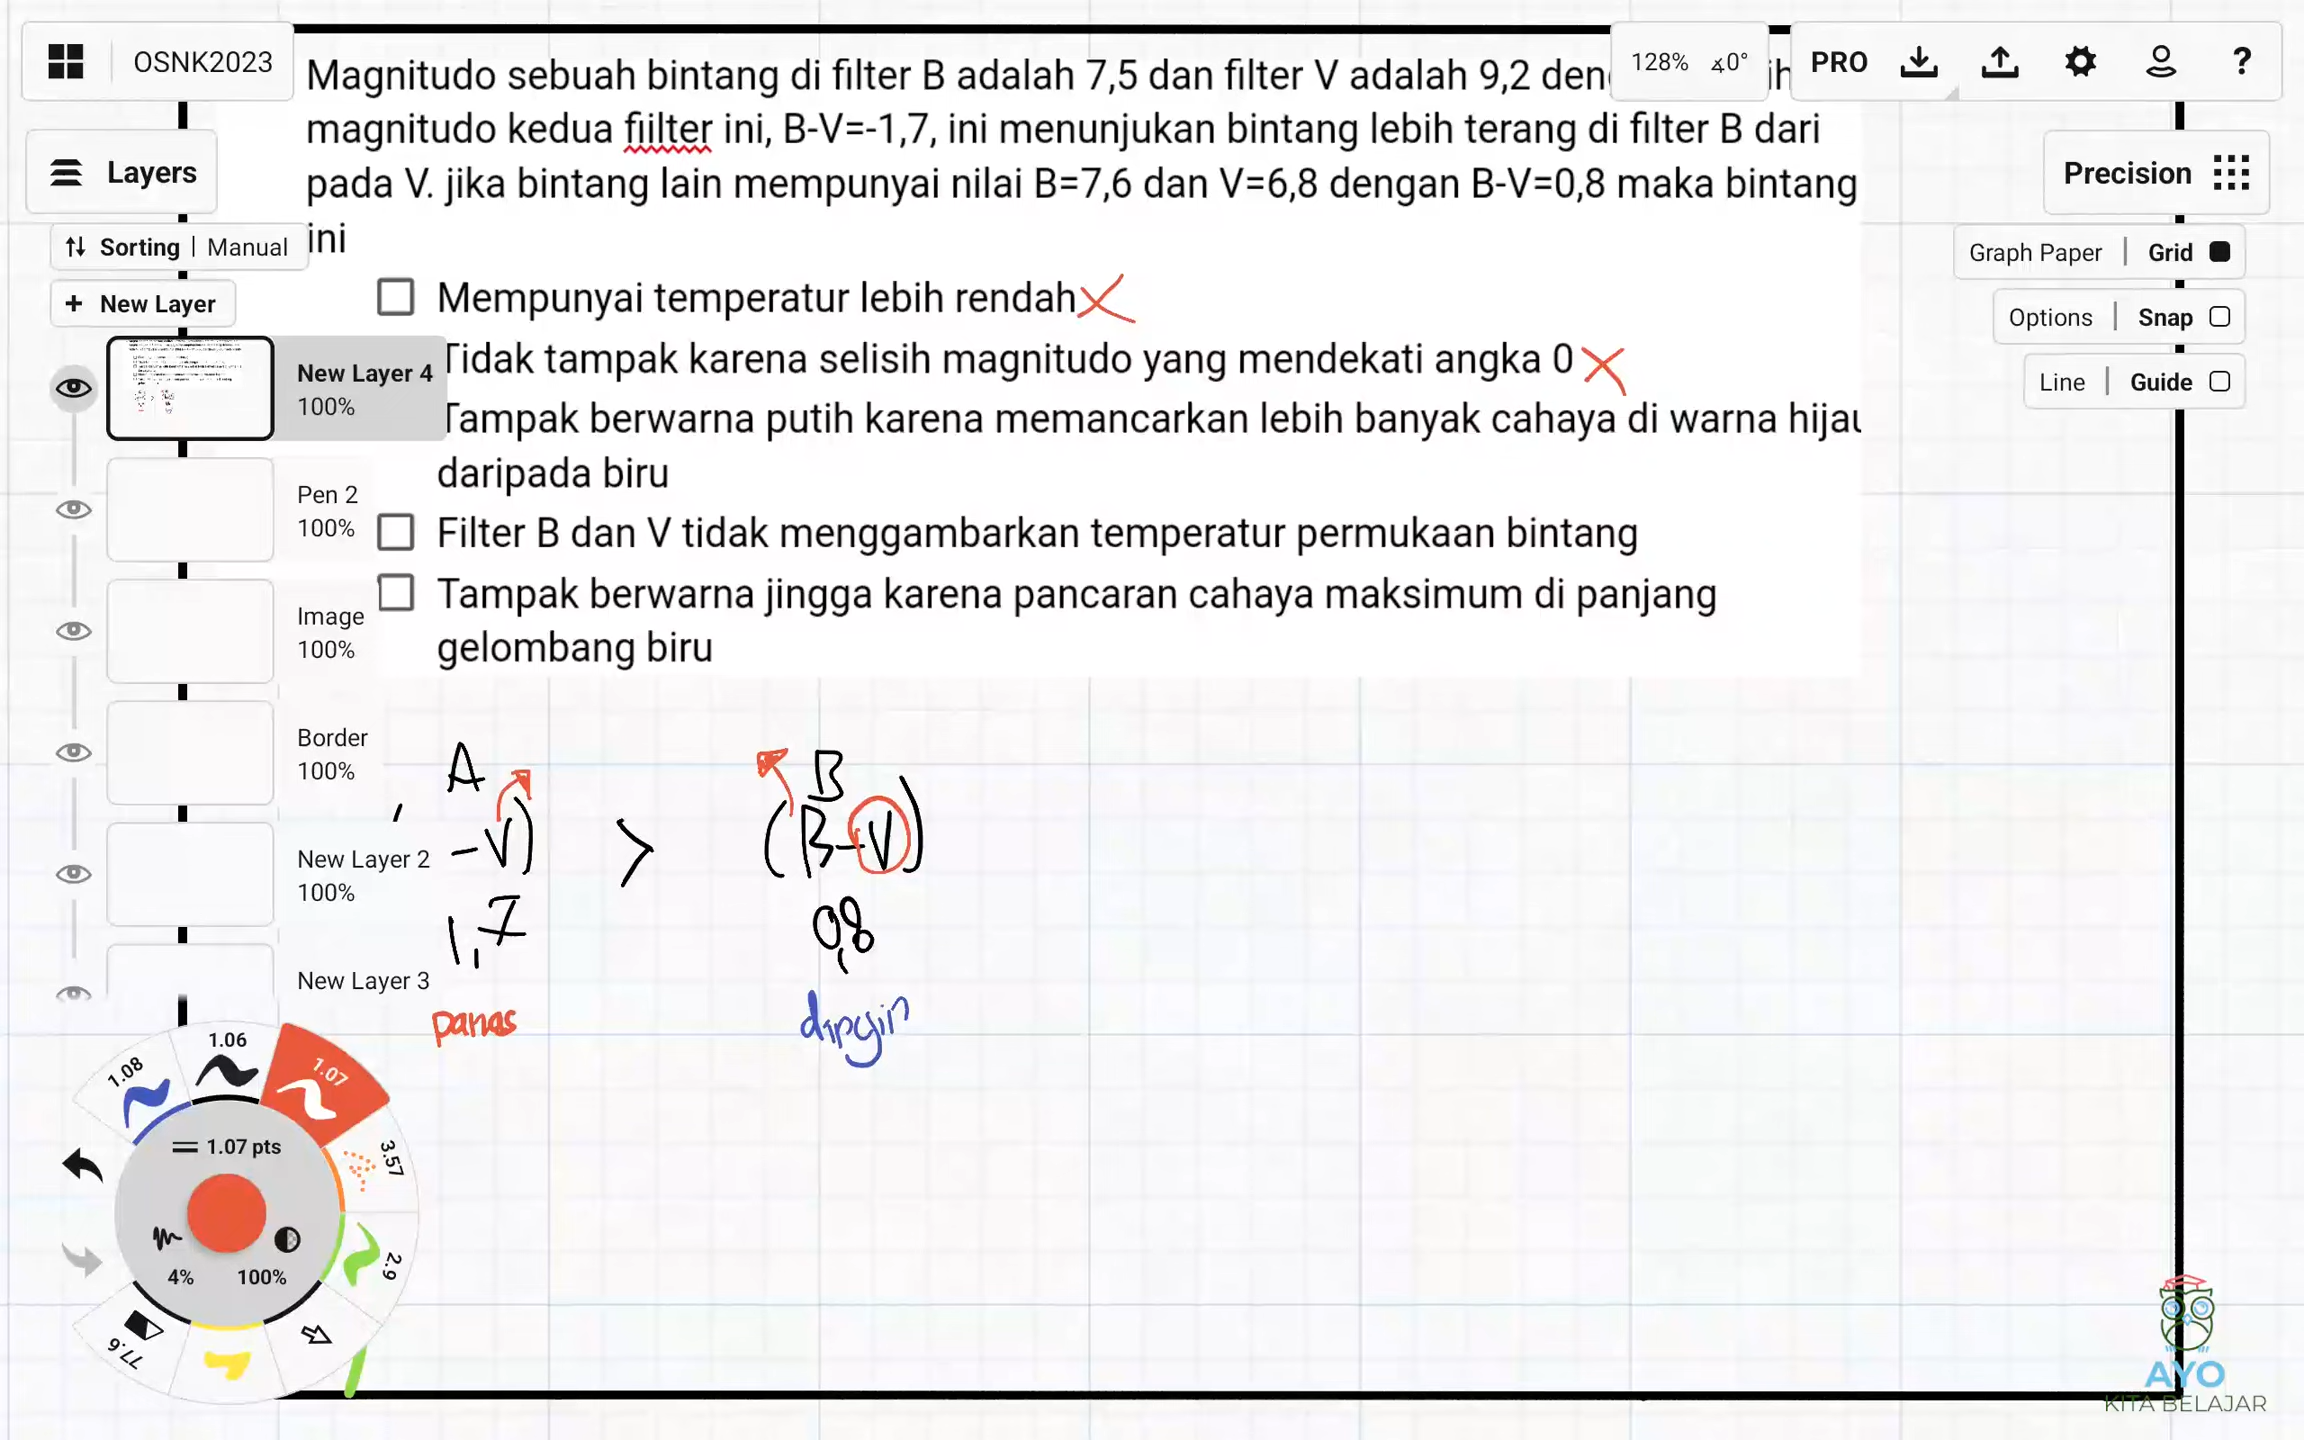 OSNK2023
128% ∡0°
PRO
?
Magnitudo sebuah bintang di filter B adalah 7,5 dan filter V adalah 9,2 den
magnitudo kedua fiilter ini, B-V=-1,7, ini menunjukan bintang lebih terang di filter B dari
pada V. jika bintang lain mempunyai nilai B=7,6 dan V=6,8 dengan B-V=0,8 maka bintang
ini
Layers
Sorting | Manual
+ New Layer
Precision
Graph Paper | Grid
Options | Snap
Line | Guide
Mempunyai temperatur lebih rendah
Tidak tampak karena selisih magnitudo yang mendekati angka 0
Tampak berwarna putih karena memancarkan lebih banyak cahaya di warna hijau
daripada biru
Filter B dan V tidak menggambarkan temperatur permukaan bintang
Tampak berwarna jingga karena pancaran cahaya maksimum di panjang
gelombang biru
New Layer 4
100%
Pen 2
100%
Image
100%
Border
100%
New Layer 2
100%
New Layer 3
A
B
-V) > (B-V)
1,7
0,8
panas
dingin
1.08
1.06
1.07
3.57
2.9
77.6
1.07 pts
4%
100%
AYO
KITA BELAJAR